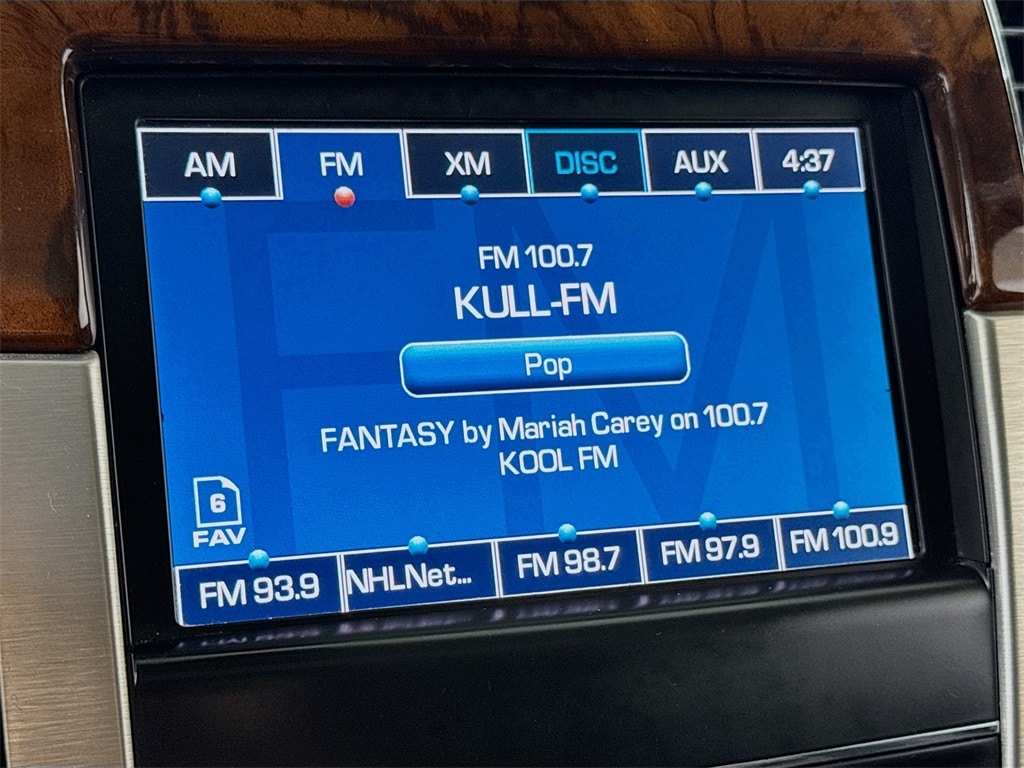 AM FM XM DISC AUX 4:37
FM 100.7
KULL-FM
Pop
FANTASY by Mariah Carey on 100.7
KOOL FM
6
FAV
FM 93.9 NHLNet... FM 98.7 FM 97.9 FM 100.9